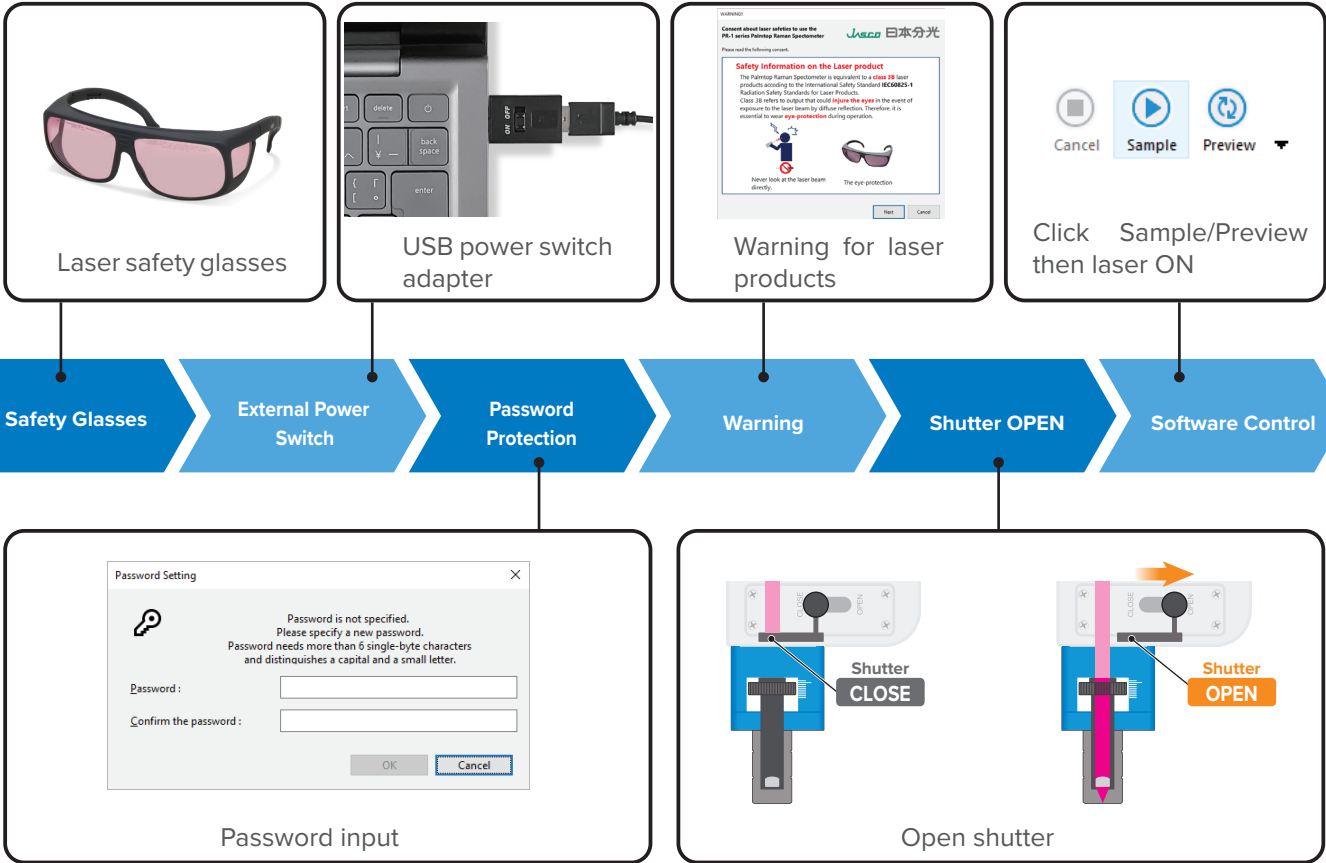 WARNING!!
Consent about laser safeties to use the
PR-1 series Palmtop Raman Spectometer
Jasco 日本分光
Please read the following consent.
Safety Information on the Laser product
The Palmtop Raman Spectrometer is equivalent to a class 3B laser
products according to the International Safety Standard IEC60825-1
Radiation Safety Standards for Laser Products.
Class 3B refers to output that could injure the eyes in the event of
exposure to the laser beam by diffuse reflection. Therefore, it is
essential to wear eye-protection during operation.
Never look at the laser beam
directly.
The eye-protection
Next
Cancel
delete
back
space
enter
ON OFF
Cancel
Sample
Preview
Laser safety glasses
USB power switch
adapter
Warning for laser
products
Click Sample/Preview
then laser ON
Safety Glasses
External Power
Switch
Password
Protection
Warning
Shutter OPEN
Software Control
Password Setting
Password is not specified.
Please specify a new password.
Password needs more than 6 single-byte characters
and distinguishes a capital and a small letter.
Password :
Confirm the password :
OK
Cancel
Password input
CLOSE
OPEN
Shutter
CLOSE
CLOSE
OPEN
Shutter
OPEN
Open shutter